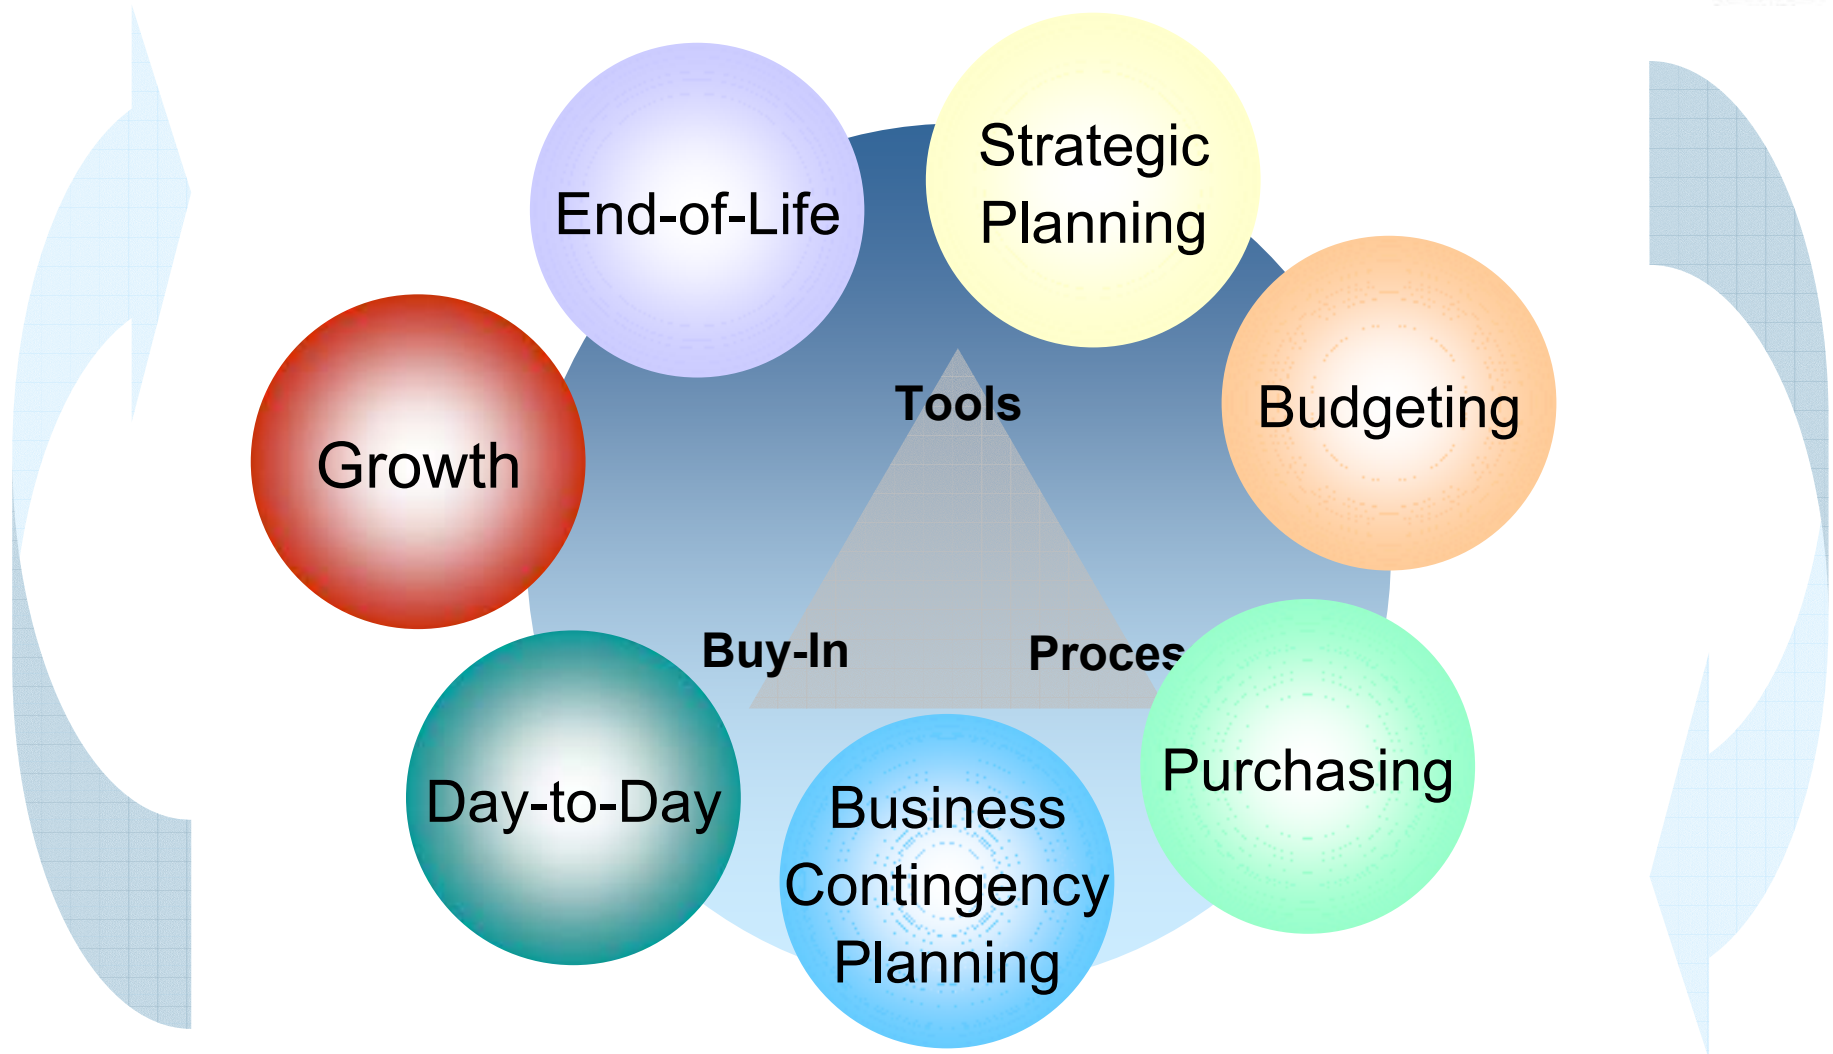 Strategic
Planning
End-of-Life
Budgeting
Tools
Growth
Buy-In
Proces
Purchasing
Day-to-Day
Business
Contingency
Planning